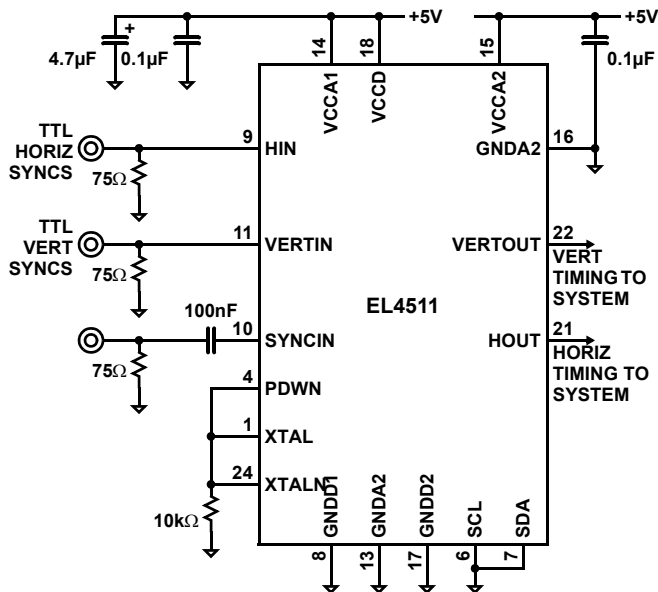 +5V
+5V
4.7µF
+
0.1µF
14
18
15
0.1µF
VCCA1
VCCD
VCCA2
TTL
HORIZ
SYNCS
75Ω
9
HIN
16
GNDA2
TTL
VERT
SYNCS
75Ω
11
VERTIN
22
VERTOUT
VERT
TIMING TO
SYSTEM
EL4511
100nF
10
SYNCIN
75Ω
21
HOUT
HORIZ
TIMING TO
SYSTEM
4
PDWN
1
XTAL
24
XTALN
10kΩ
GNDD1
GNDA2
GNDD2
SCL
SDA
8
13
17
6
7